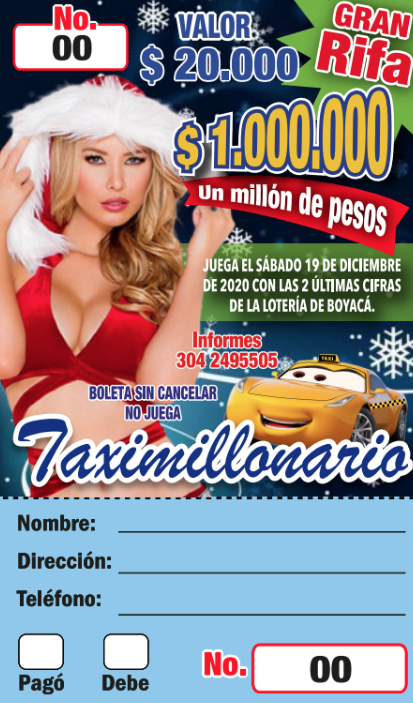 No.
00
VALOR
$ 20.000
GRAN
Rifa
$ 1.000.000
Un millón de pesos
JUEGA EL SÁBADO 19 DE DICIEMBRE
DE 2020 CON LAS 2 ÚLTIMAS CIFRAS
DE LA LOTERÍA DE BOYACÁ.
Informes
304 2495505
TAXI
BOLETA SIN CANCELAR
NO JUEGA
Taximillonario
Nombre:
Dirección:
Teléfono:
Pagó
Debe
No.
00